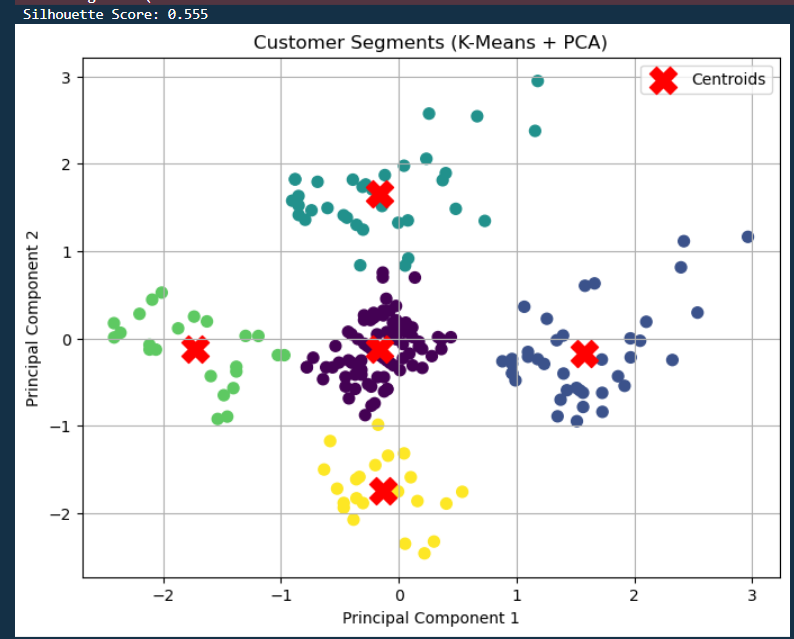 Silhouette Score: 0.555
Customer Segments (K-Means + PCA)
Centroids
3
2
1
0
−1
−2
Principal Component 2
−2 −1 0 1 2 3
Principal Component 1